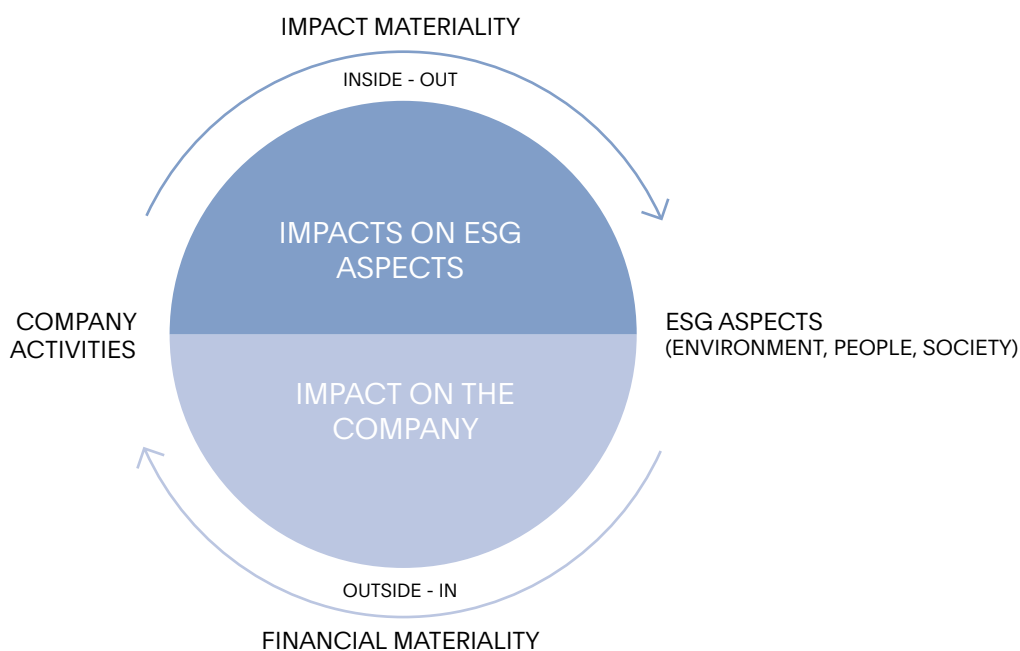 IMPACT MATERIALITY
INSIDE - OUT
IMPACTS ON ESG
ASPECTS
COMPANY
ACTIVITIES
ESG ASPECTS
(ENVIRONMENT, PEOPLE, SOCIETY)
IMPACT ON THE
COMPANY
OUTSIDE - IN
FINANCIAL MATERIALITY